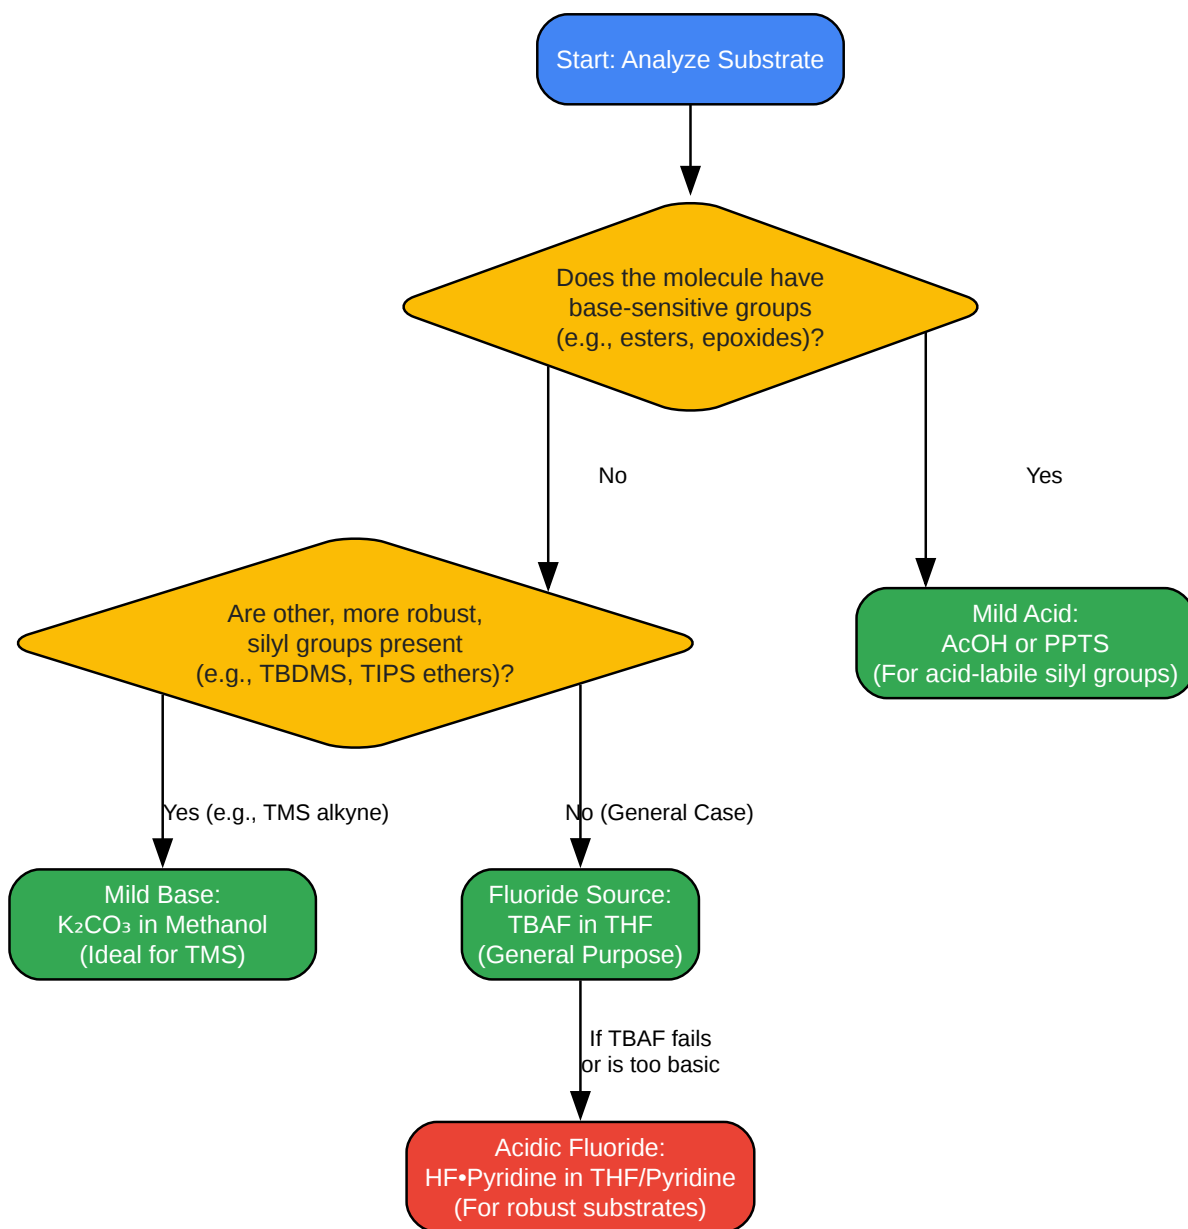 Start: Analyze Substrate
Does the molecule have
base-sensitive groups
(e.g., esters, epoxides)?
No
Yes
Are other, more robust,
silyl groups present
(e.g., TBDMS, TIPS ethers)?
Mild Acid:
AcOH or PPTS
(For acid-labile silyl groups)
Yes (e.g., TMS alkyne)
No (General Case)
Mild Base:
K₂CO₃ in Methanol
(Ideal for TMS)
Fluoride Source:
TBAF in THF
(General Purpose)
If TBAF fails
or is too basic
Acidic Fluoride:
HF•Pyridine in THF/Pyridine
(For robust substrates)